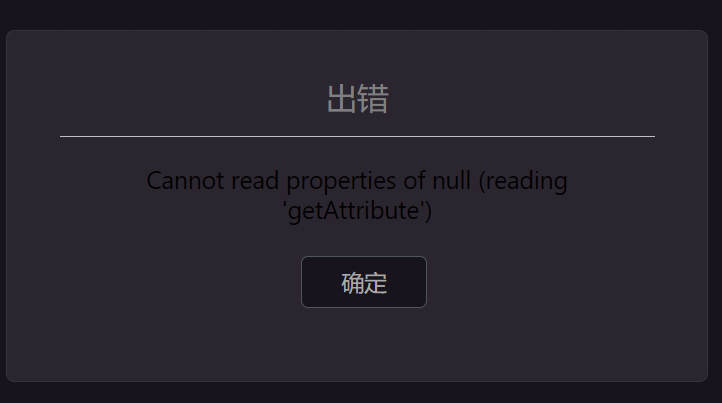 出错
Cannot read properties of null (reading
'getAttribute')
确定